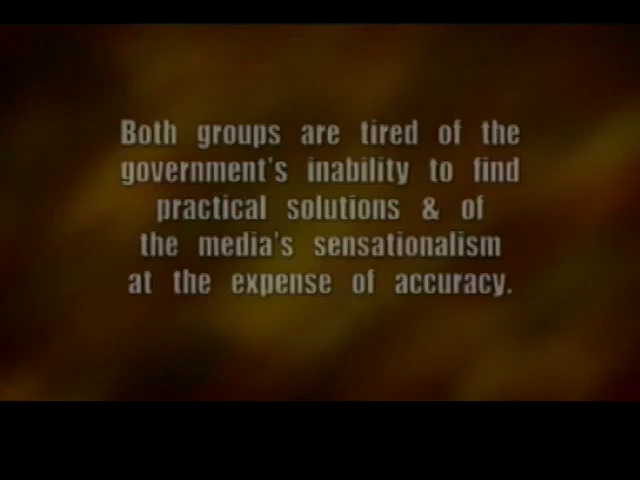 Both groups are tired of the
government's inability to find
practical solutions & of
the media's sensationalism
at the expense of accuracy.